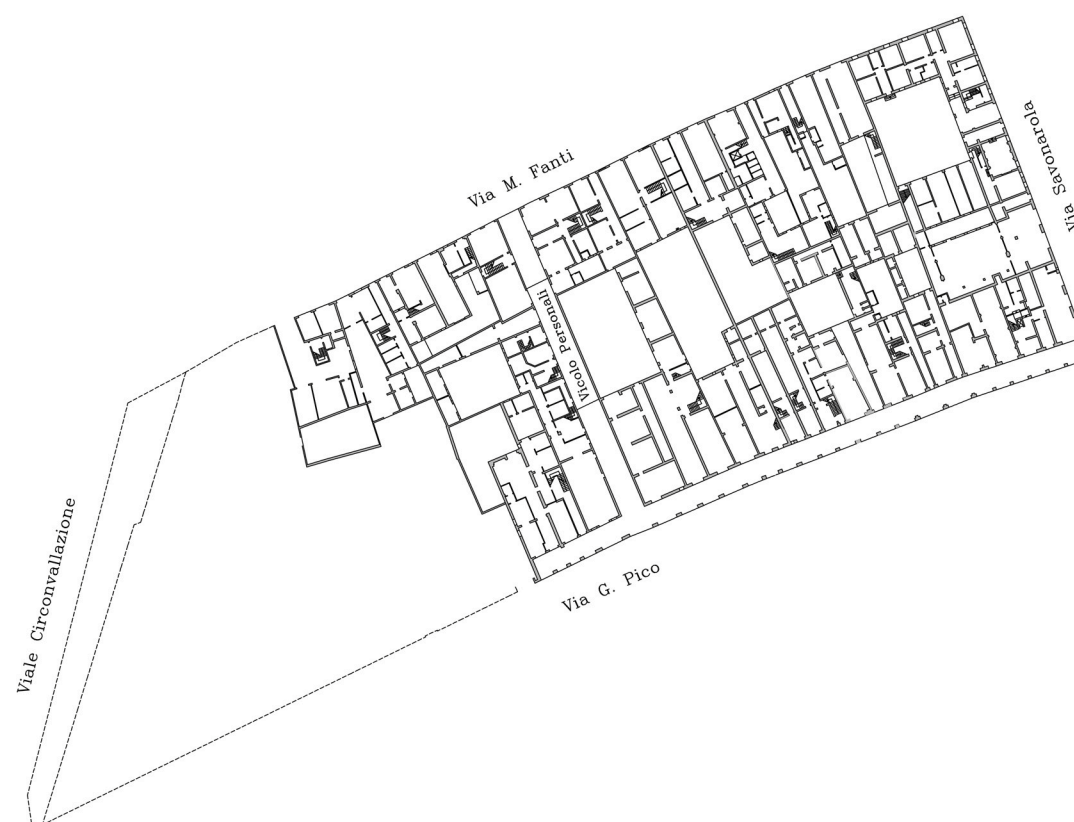 Via M. Fanti
Via Savonarola
Vicolo Personali
Viale Circonvallazione
Via G. Pico